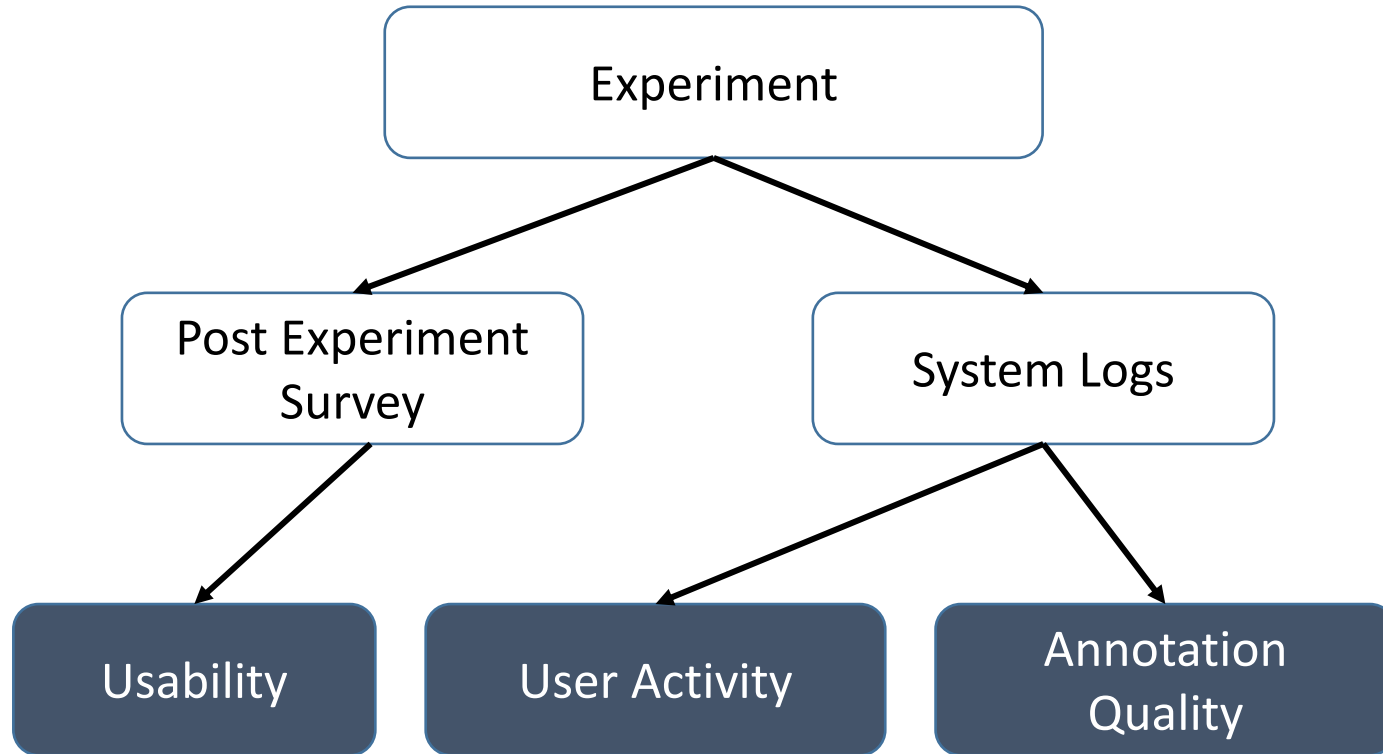 Experiment
Post Experiment
Survey
System Logs
Usability
User Activity
Annotation
Quality